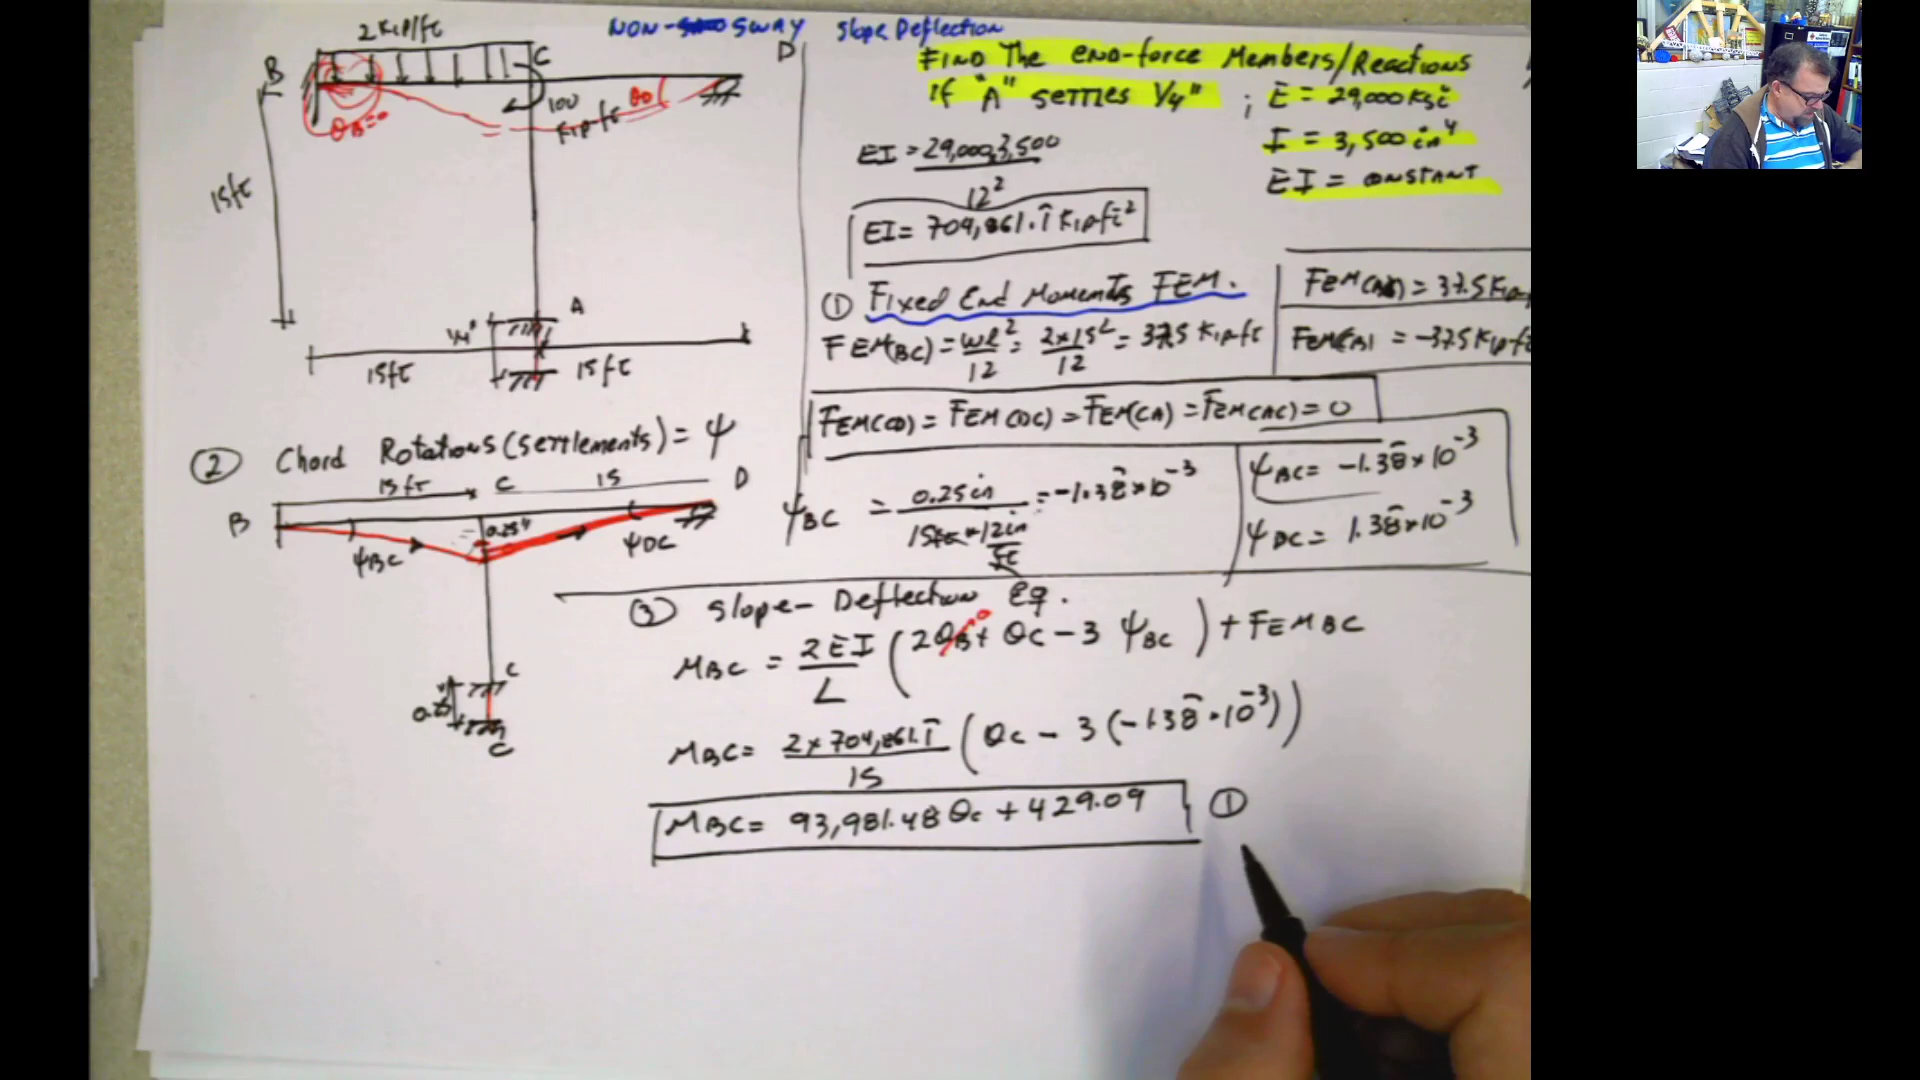 NON-SWAY Slope Deflection
2 Kip/ft
B
C
D
θB=0
θD
100
Kip ft
15ft
A
1/4"
15ft
15ft
Find The end-force Members/Reactions
If "A" settles 1/4" ; E = 29,000 Ksi
I = 3,500 in⁴
EI = constant
EI = 29,000 3,500
12²
EI = 704,861.1̄ Kip ft²
① Fixed End Moments FEM.
FEM(BC) = wl²/12 = 2×15²/12 = 37.5 Kip ft
= 37.5 Kip
= -37.5 Kip ft
FEM(CD) = FEM(DC) = FEM(CA) = FEM(AC) = 0
② Chord Rotations (settlements) = ψ
15ft C 15 D
B
0.25"
ψBC
ψDC
C
0.25
C
ψBC = 0.25in / 15ft * 12in/ft = -1.38̄ × 10⁻³
ψBC = -1.38̄ × 10⁻³
ψDC = 1.38̄ × 10⁻³
③ Slope-Deflection Eq.
MBC = 2EI/L (2θB + θC - 3 ψBC) + FEMBC
MBC = 2 × 704,861.1̄ / 15 (θC - 3 (-1.38̄ · 10⁻³))
MBC = 93,981.48 θC + 429.09 ①